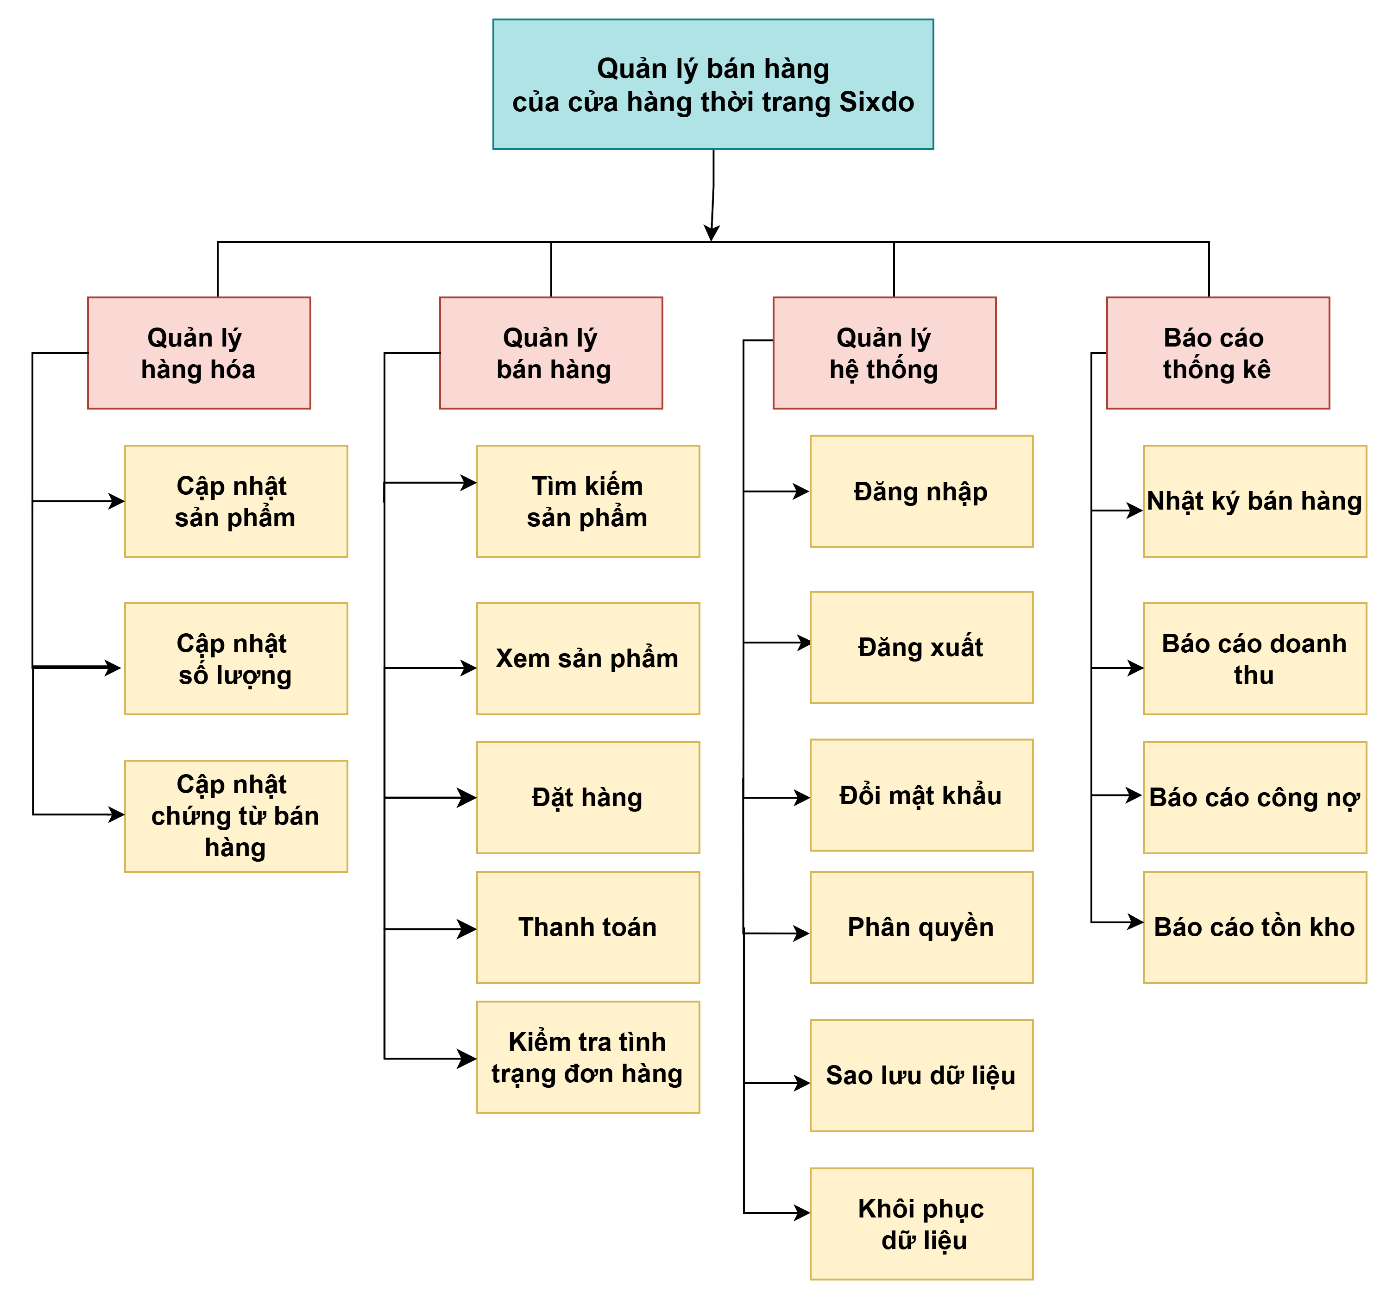 Quản lý bán hàng
của cửa hàng thời trang Sixdo
Quản lý
hàng hóa
Cập nhật
sản phẩm
Cập nhật
số lượng
Cập nhật
chứng từ bán
hàng
Quản lý
bán hàng
Tìm kiếm
sản phẩm
Xem sản phẩm
Đặt hàng
Thanh toán
Kiểm tra tình
trạng đơn hàng
Quản lý
hệ thống
Đăng nhập
Đăng xuất
Đổi mật khẩu
Phân quyền
Sao lưu dữ liệu
Khôi phục
dữ liệu
Báo cáo
thống kê
Nhật ký bán hàng
Báo cáo doanh
thu
Báo cáo công nợ
Báo cáo tồn kho